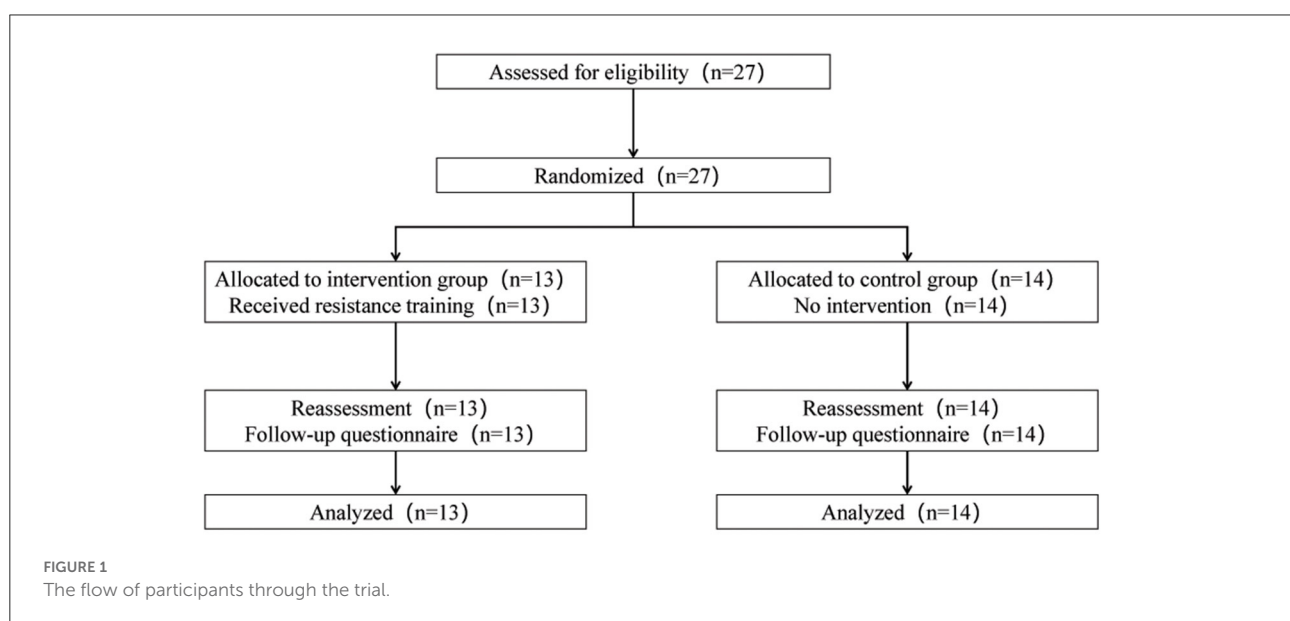 Assessed for eligibility (n=27)
Randomized (n=27)
Allocated to intervention group (n=13)
Received resistance training (n=13)
Allocated to control group (n=14)
No intervention (n=14)
Reassessment (n=13)
Follow-up questionnaire (n=13)
Reassessment (n=14)
Follow-up questionnaire (n=14)
Analyzed (n=13)
Analyzed (n=14)
FIGURE 1
The flow of participants through the trial.